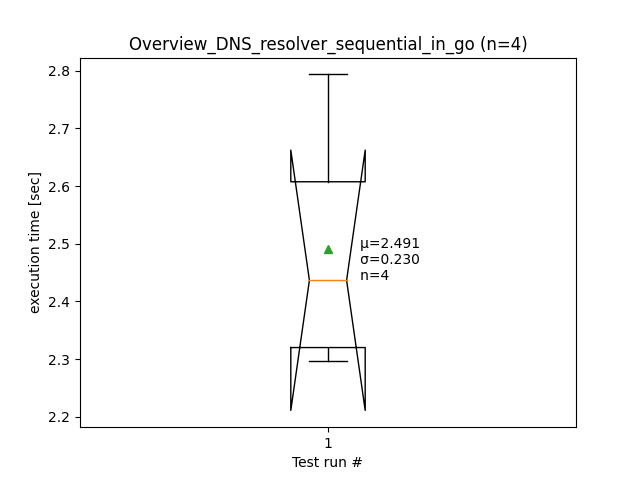 Overview_DNS_resolver_sequential_in_go (n=4)
execution time [sec]
2.8
2.7
2.6
2.5
2.4
2.3
2.2
μ=2.491
σ=0.230
n=4
1
Test run #